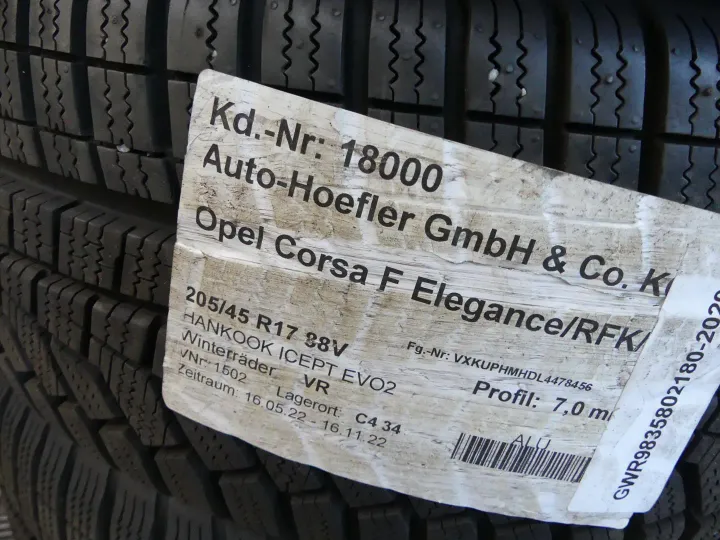 Kd.-Nr: 18000
Auto-Hoefler GmbH & Co. K
Opel Corsa F Elegance/RFK/
205/45 R17 88V
HANKOOK ICEPT EVO2
Winterräder VR
VNr: 1502 Lagerort: C4 34
Zeitraum: 16.05.22 - 16.11.22
Fg.-Nr: VXKUPHMHDL4478456
Profil: 7,0 m
ALU
GWR9835802180-2020